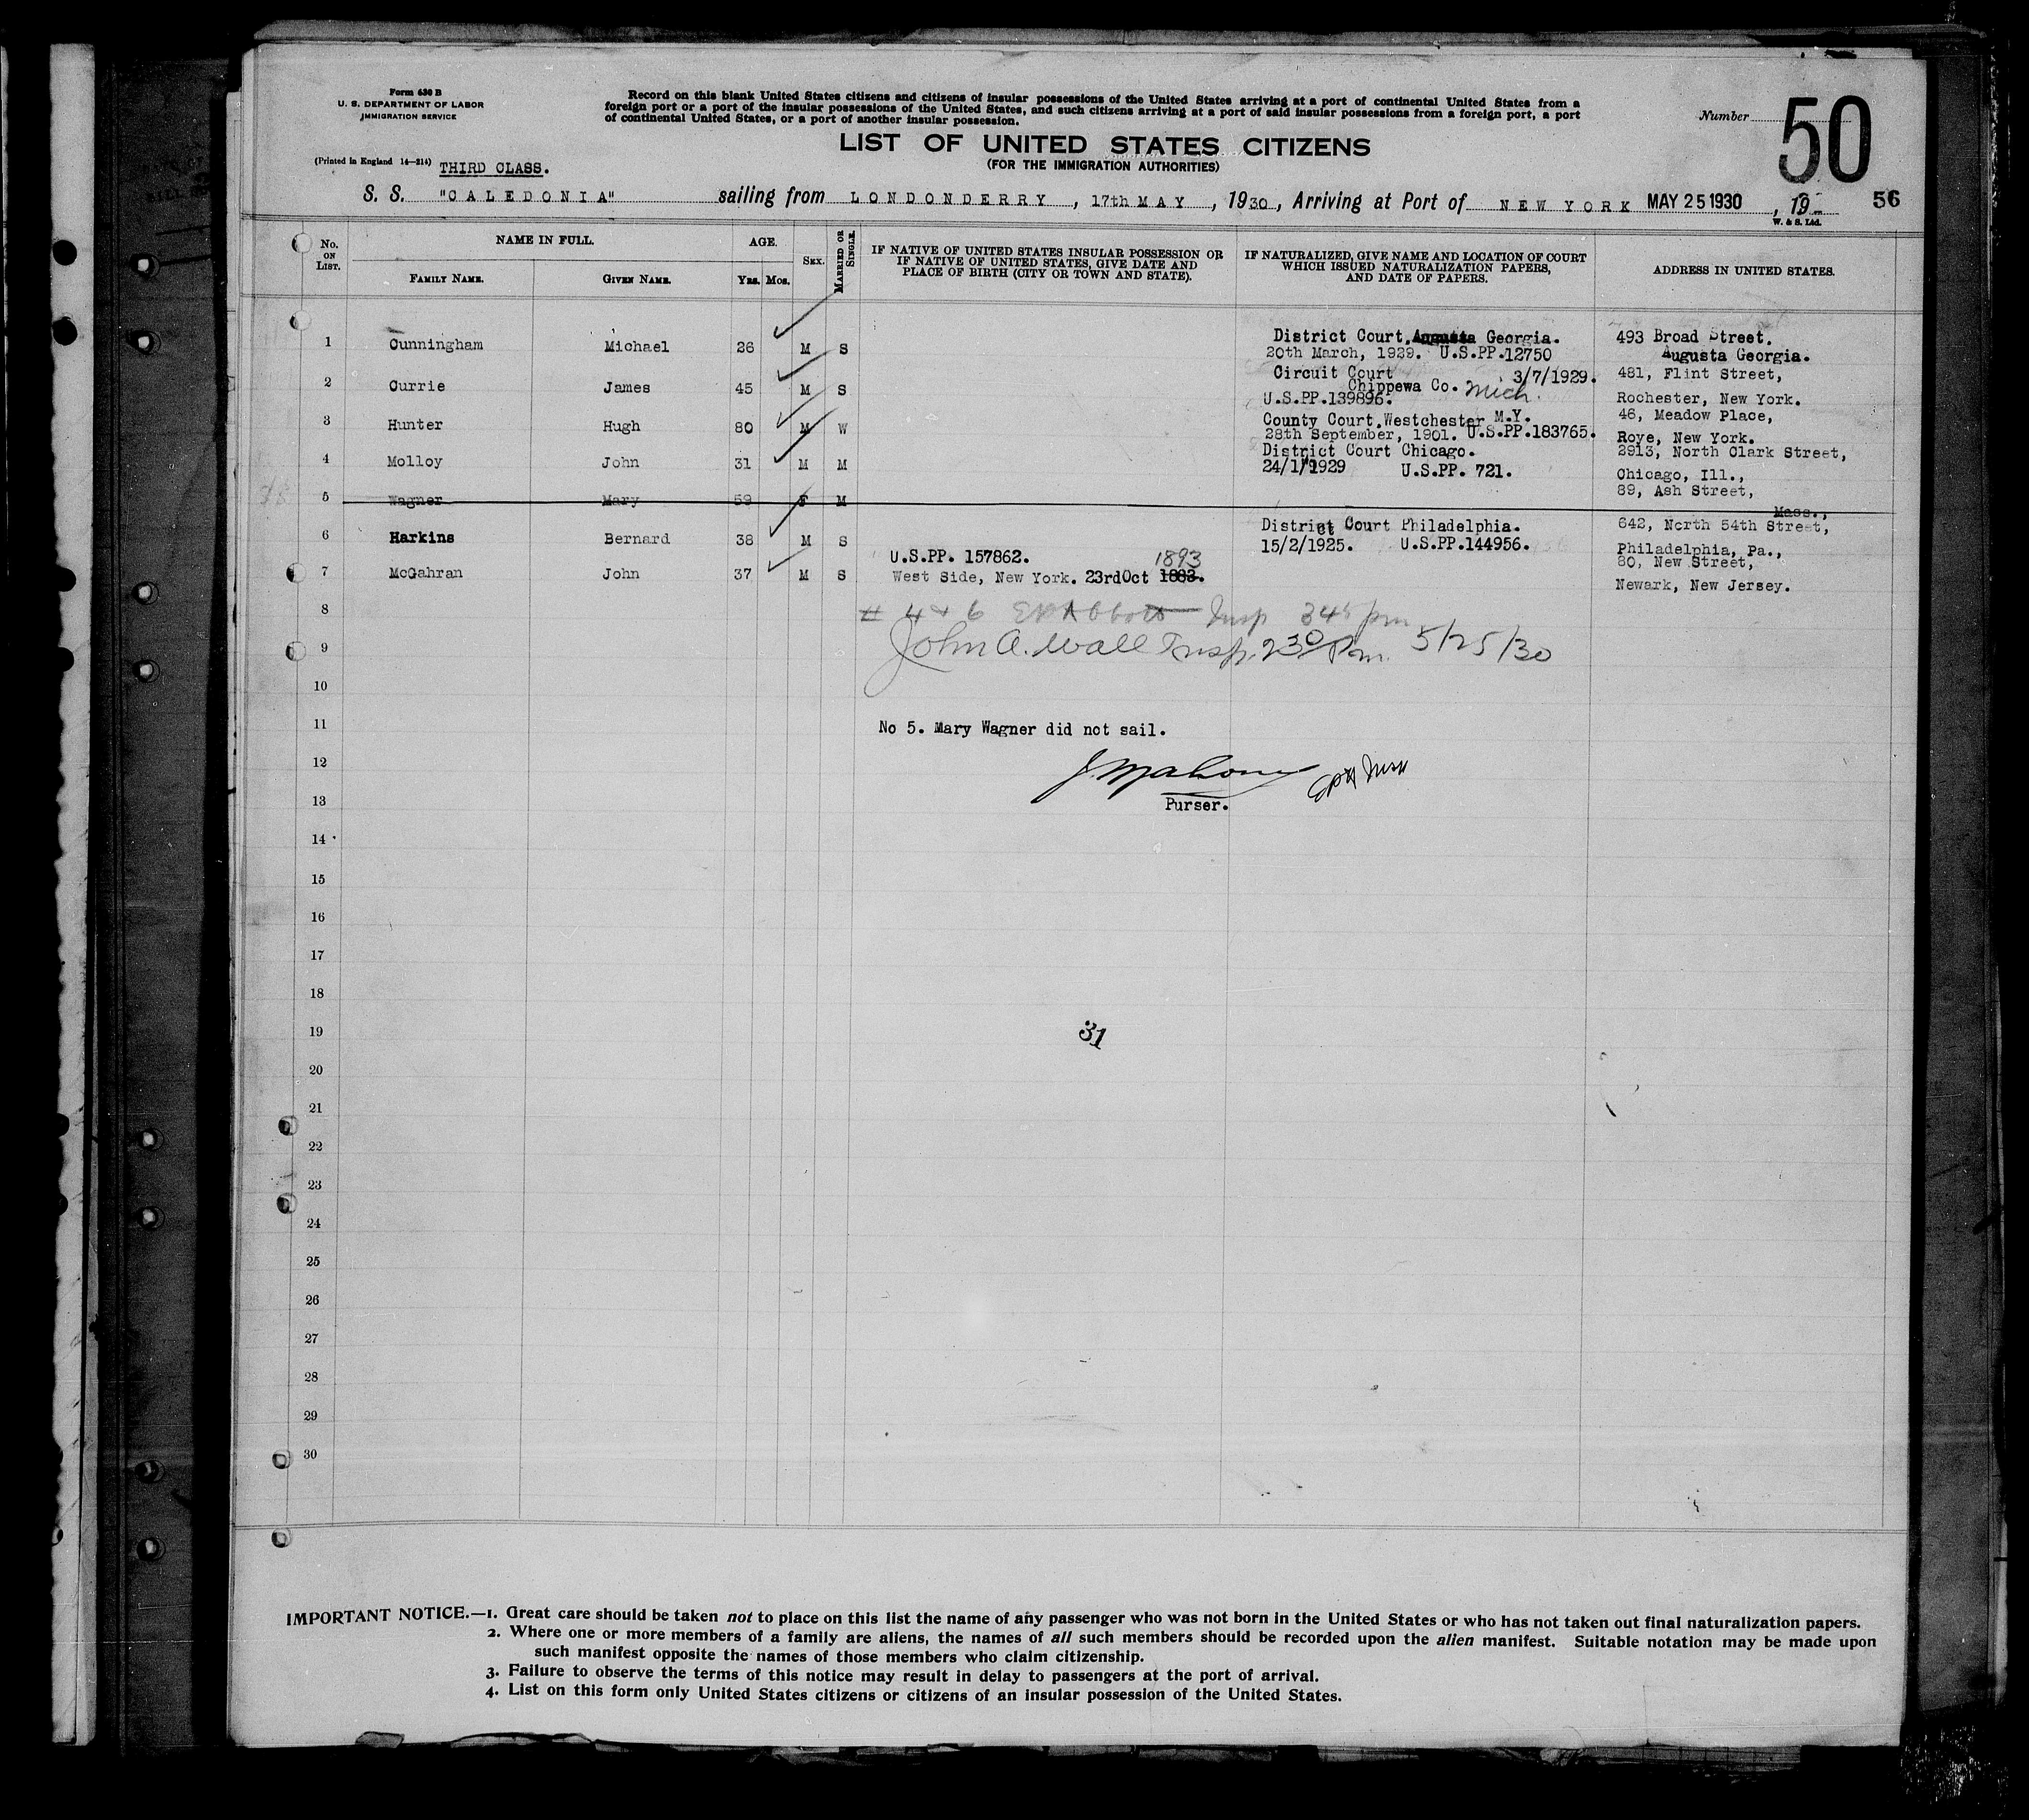 Form 630 B
U. S. DEPARTMENT OF LABOR
IMMIGRATION SERVICE
Record on this blank United States citizens and citizens of insular possessions of the United States arriving at a port of continental United States from a
foreign port or a port of the insular possessions of the United States, and such citizens arriving at a port of said insular possessions from a foreign port, a port
of continental United States, or a port of another insular possession.
Number 50
LIST OF UNITED STATES CITIZENS
(FOR THE IMMIGRATION AUTHORITIES)
(Printed in England 14—214) THIRD CLASS.
S. S. "CALEDONIA" sailing from LONDONDERRY, 17th MAY, 1930, Arriving at Port of NEW YORK MAY 25 1930, 19 56
W. & S. Ltd.
No. ON LIST. NAME IN FULL. FAMILY NAME. GIVEN NAME. AGE. YRS. MOS. SEX. MARRIED OR SINGLE.
IF NATIVE OF UNITED STATES INSULAR POSSESSION OR
IF NATIVE OF UNITED STATES, GIVE DATE AND
PLACE OF BIRTH (CITY OR TOWN AND STATE).
IF NATURALIZED, GIVE NAME AND LOCATION OF COURT
WHICH ISSUED NATURALIZATION PAPERS,
AND DATE OF PAPERS.
ADDRESS IN UNITED STATES.
1 Cunningham Michael 26 M S District Court, Augusta Georgia. 493 Broad Street.
20th March, 1929. U.S.PP.12750 Augusta Georgia.
2 Currie James 45 M S Circuit Court 3/7/1929. 481, Flint Street,
Chippewa Co. Mich.
U.S.PP.139896. Rochester, New York.
3 Hunter Hugh 80 M W County Court, Westchester M.Y. 46, Meadow Place,
28th September, 1901. U.S.PP.183765. Roye, New York.
4 Molloy John 31 M M District Court Chicago. 2913, North Clark Street,
24/1/1929 U.S.PP. 721. Chicago, Ill.,
5 Wagner Mary 59 F M 89, Ash Street,
Mass.,
6 Harkins Bernard 38 M S District Court Philadelphia. 642, North 54th Street,
15/2/1925. U.S.PP.144956. Philadelphia, Pa.,
7 McGahran John 37 M S U.S.PP. 157862. 1893 80, New Street,
West Side, New York. 23rdOct 1883. Newark, New Jersey.
8 # 4 & 6 Insp 345 pm
9 John A. Wall Insp. 230 Pm. 5/25/30
10
11 No 5. Mary Wagner did not sail.
12 J. Mahony
13 Purser.
14
15
16
17
18
19 31
20
21
22
23
24
25
26
27
28
29
30
IMPORTANT NOTICE.—1. Great care should be taken not to place on this list the name of any passenger who was not born in the United States or who has not taken out final naturalization papers.
2. Where one or more members of a family are aliens, the names of all such members should be recorded upon the alien manifest. Suitable notation may be made upon
such manifest opposite the names of those members who claim citizenship.
3. Failure to observe the terms of this notice may result in delay to passengers at the port of arrival.
4. List on this form only United States citizens or citizens of an insular possession of the United States.